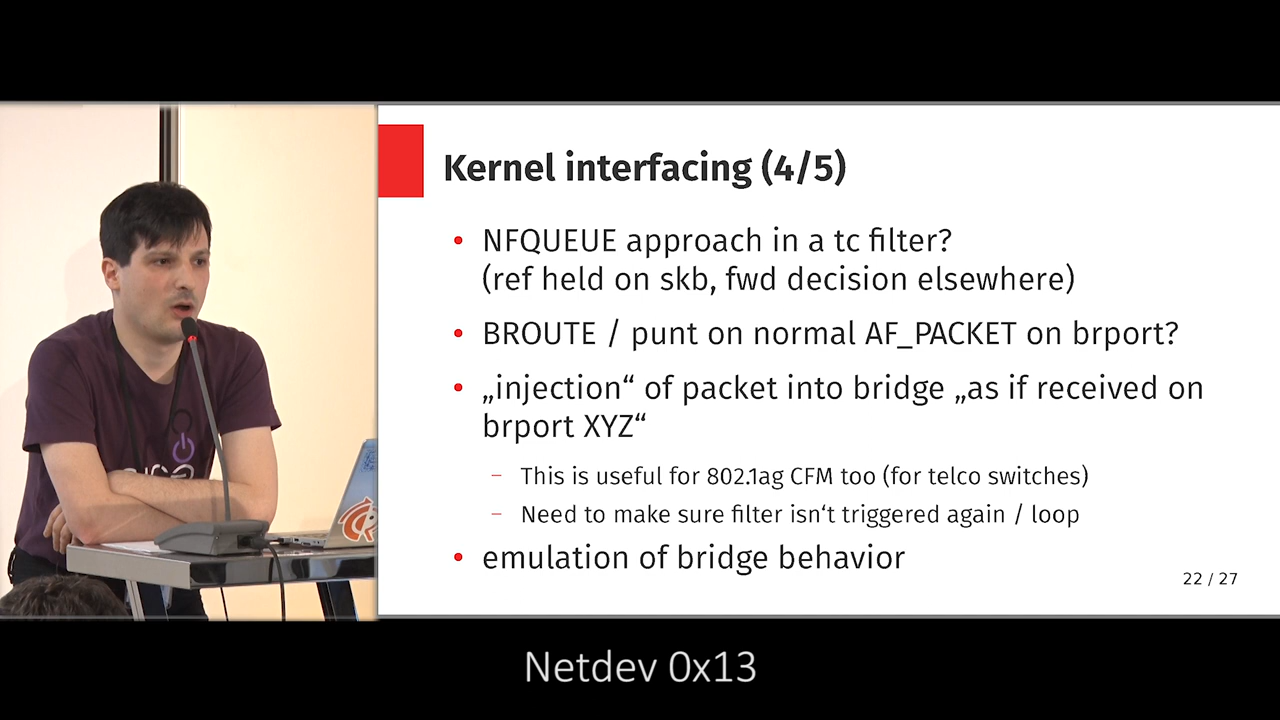 Kernel interfacing (4/5)
NFQUEUE approach in a tc filter?
(ref held on skb, fwd decision elsewhere)
BROUTE / punt on normal AF_PACKET on brport?
„injection“ of packet into bridge „as if received on
brport XYZ“
This is useful for 802.1ag CFM too (for telco switches)
Need to make sure filter isn‘t triggered again / loop
emulation of bridge behavior
22 / 27
Netdev 0x13